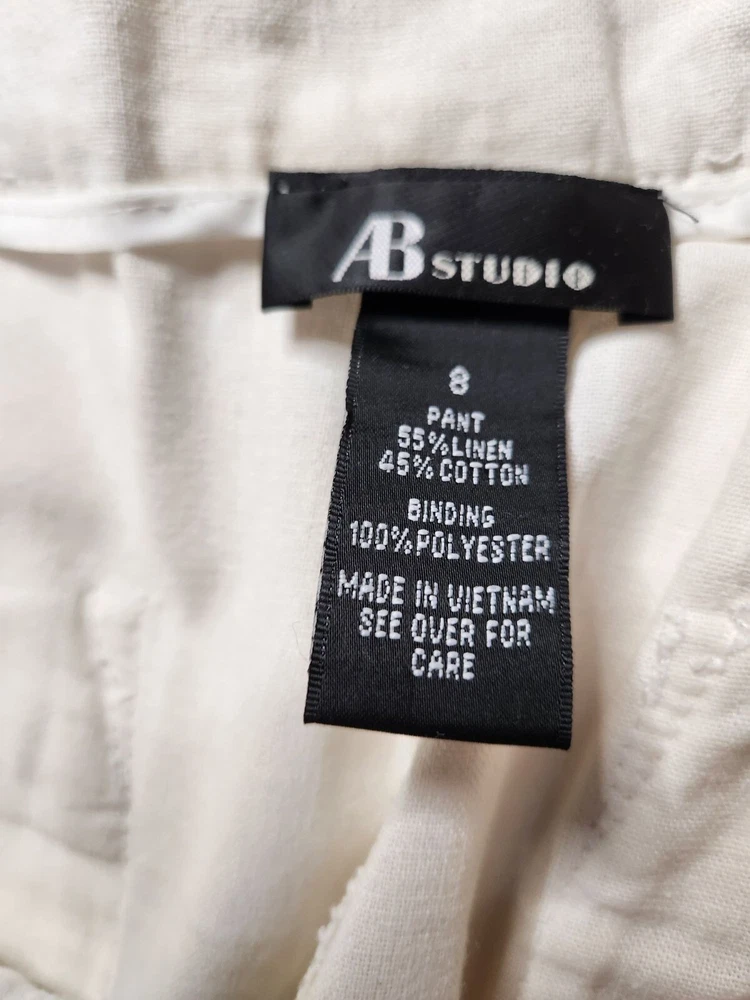 AB STUDIO
8
PANT
55%LINEN
45%COTTON
BINDING
100%POLYESTER
MADE IN VIETNAM
SEE OVER FOR
CARE